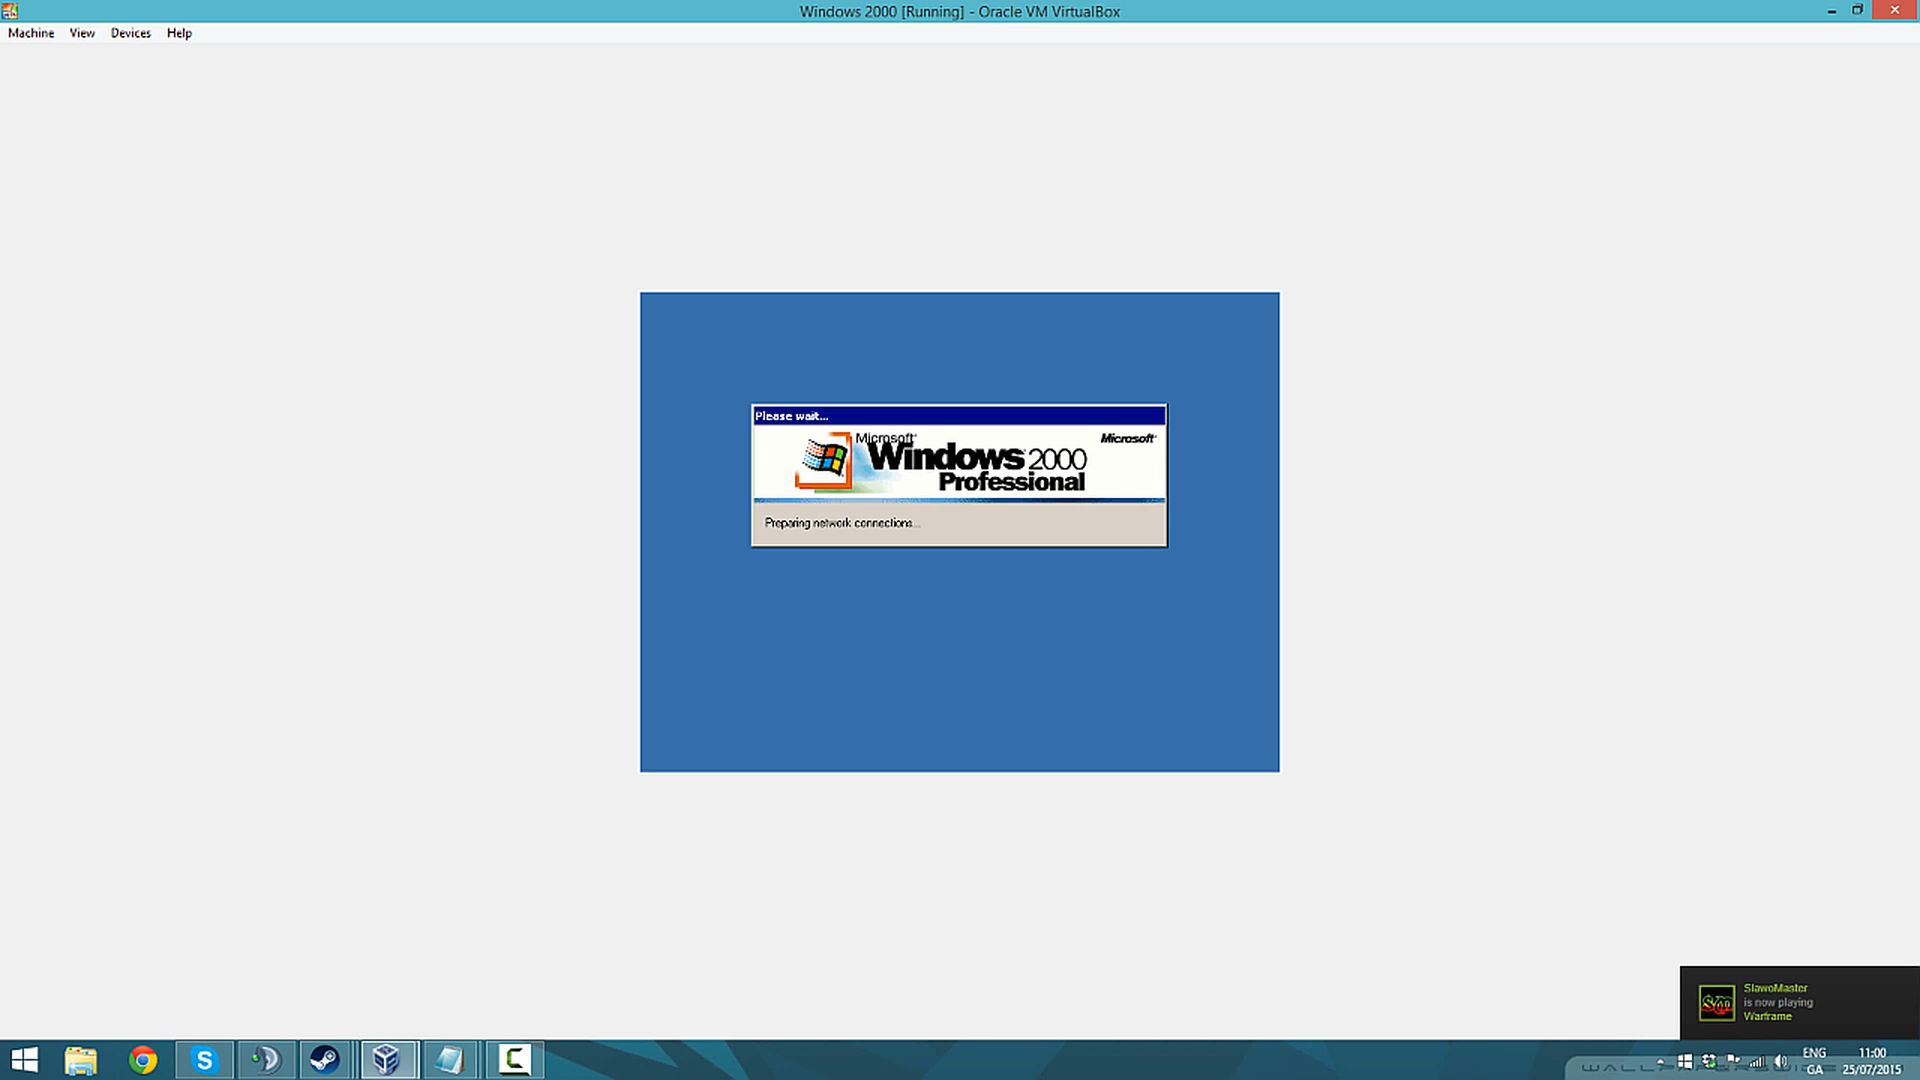 Windows 2000 [Running] - Oracle VM VirtualBox
Machine View Devices Help
Please wait...
Microsoft
Windows 2000
Professional
Microsoft
Preparing network connections...
SlawoMaster
is now playing
Warframe
ENG
GA
11:00
25/07/2015